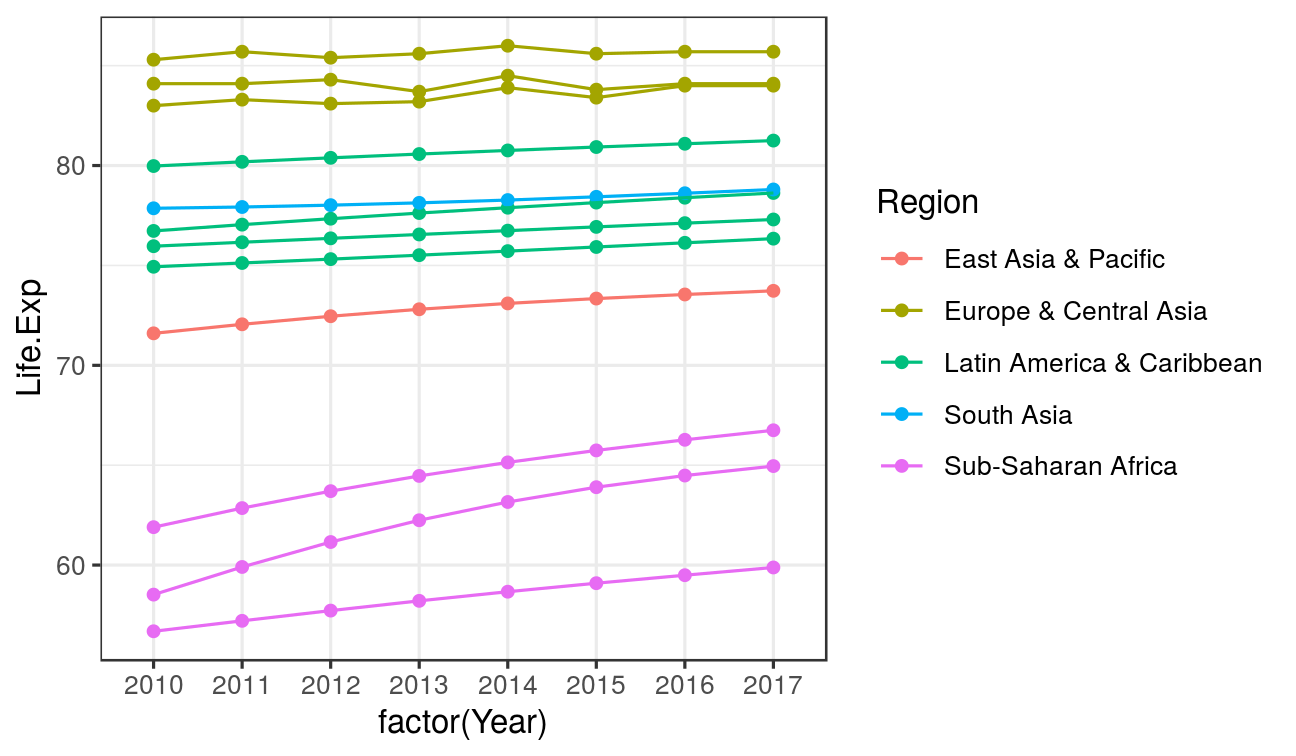 Life.Exp
80
70
60
2010 2011 2012 2013 2014 2015 2016 2017
factor(Year)
Region
East Asia & Pacific
Europe & Central Asia
Latin America & Caribbean
South Asia
Sub-Saharan Africa